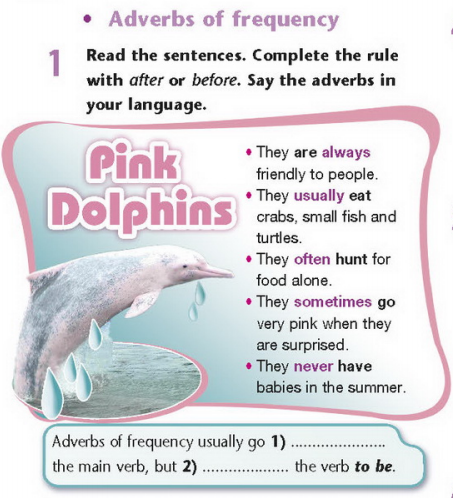 • Adverbs of frequency
1 Read the sentences. Complete the rule
with after or before. Say the adverbs in
your language.
Pink
Dolphins
• They are always
friendly to people.
• They usually eat
crabs, small fish and
turtles.
• They often hunt for
food alone.
• They sometimes go
very pink when they
are surprised.
• They never have
babies in the summer.
Adverbs of frequency usually go 1) ......................
the main verb, but 2) .................... the verb to be.